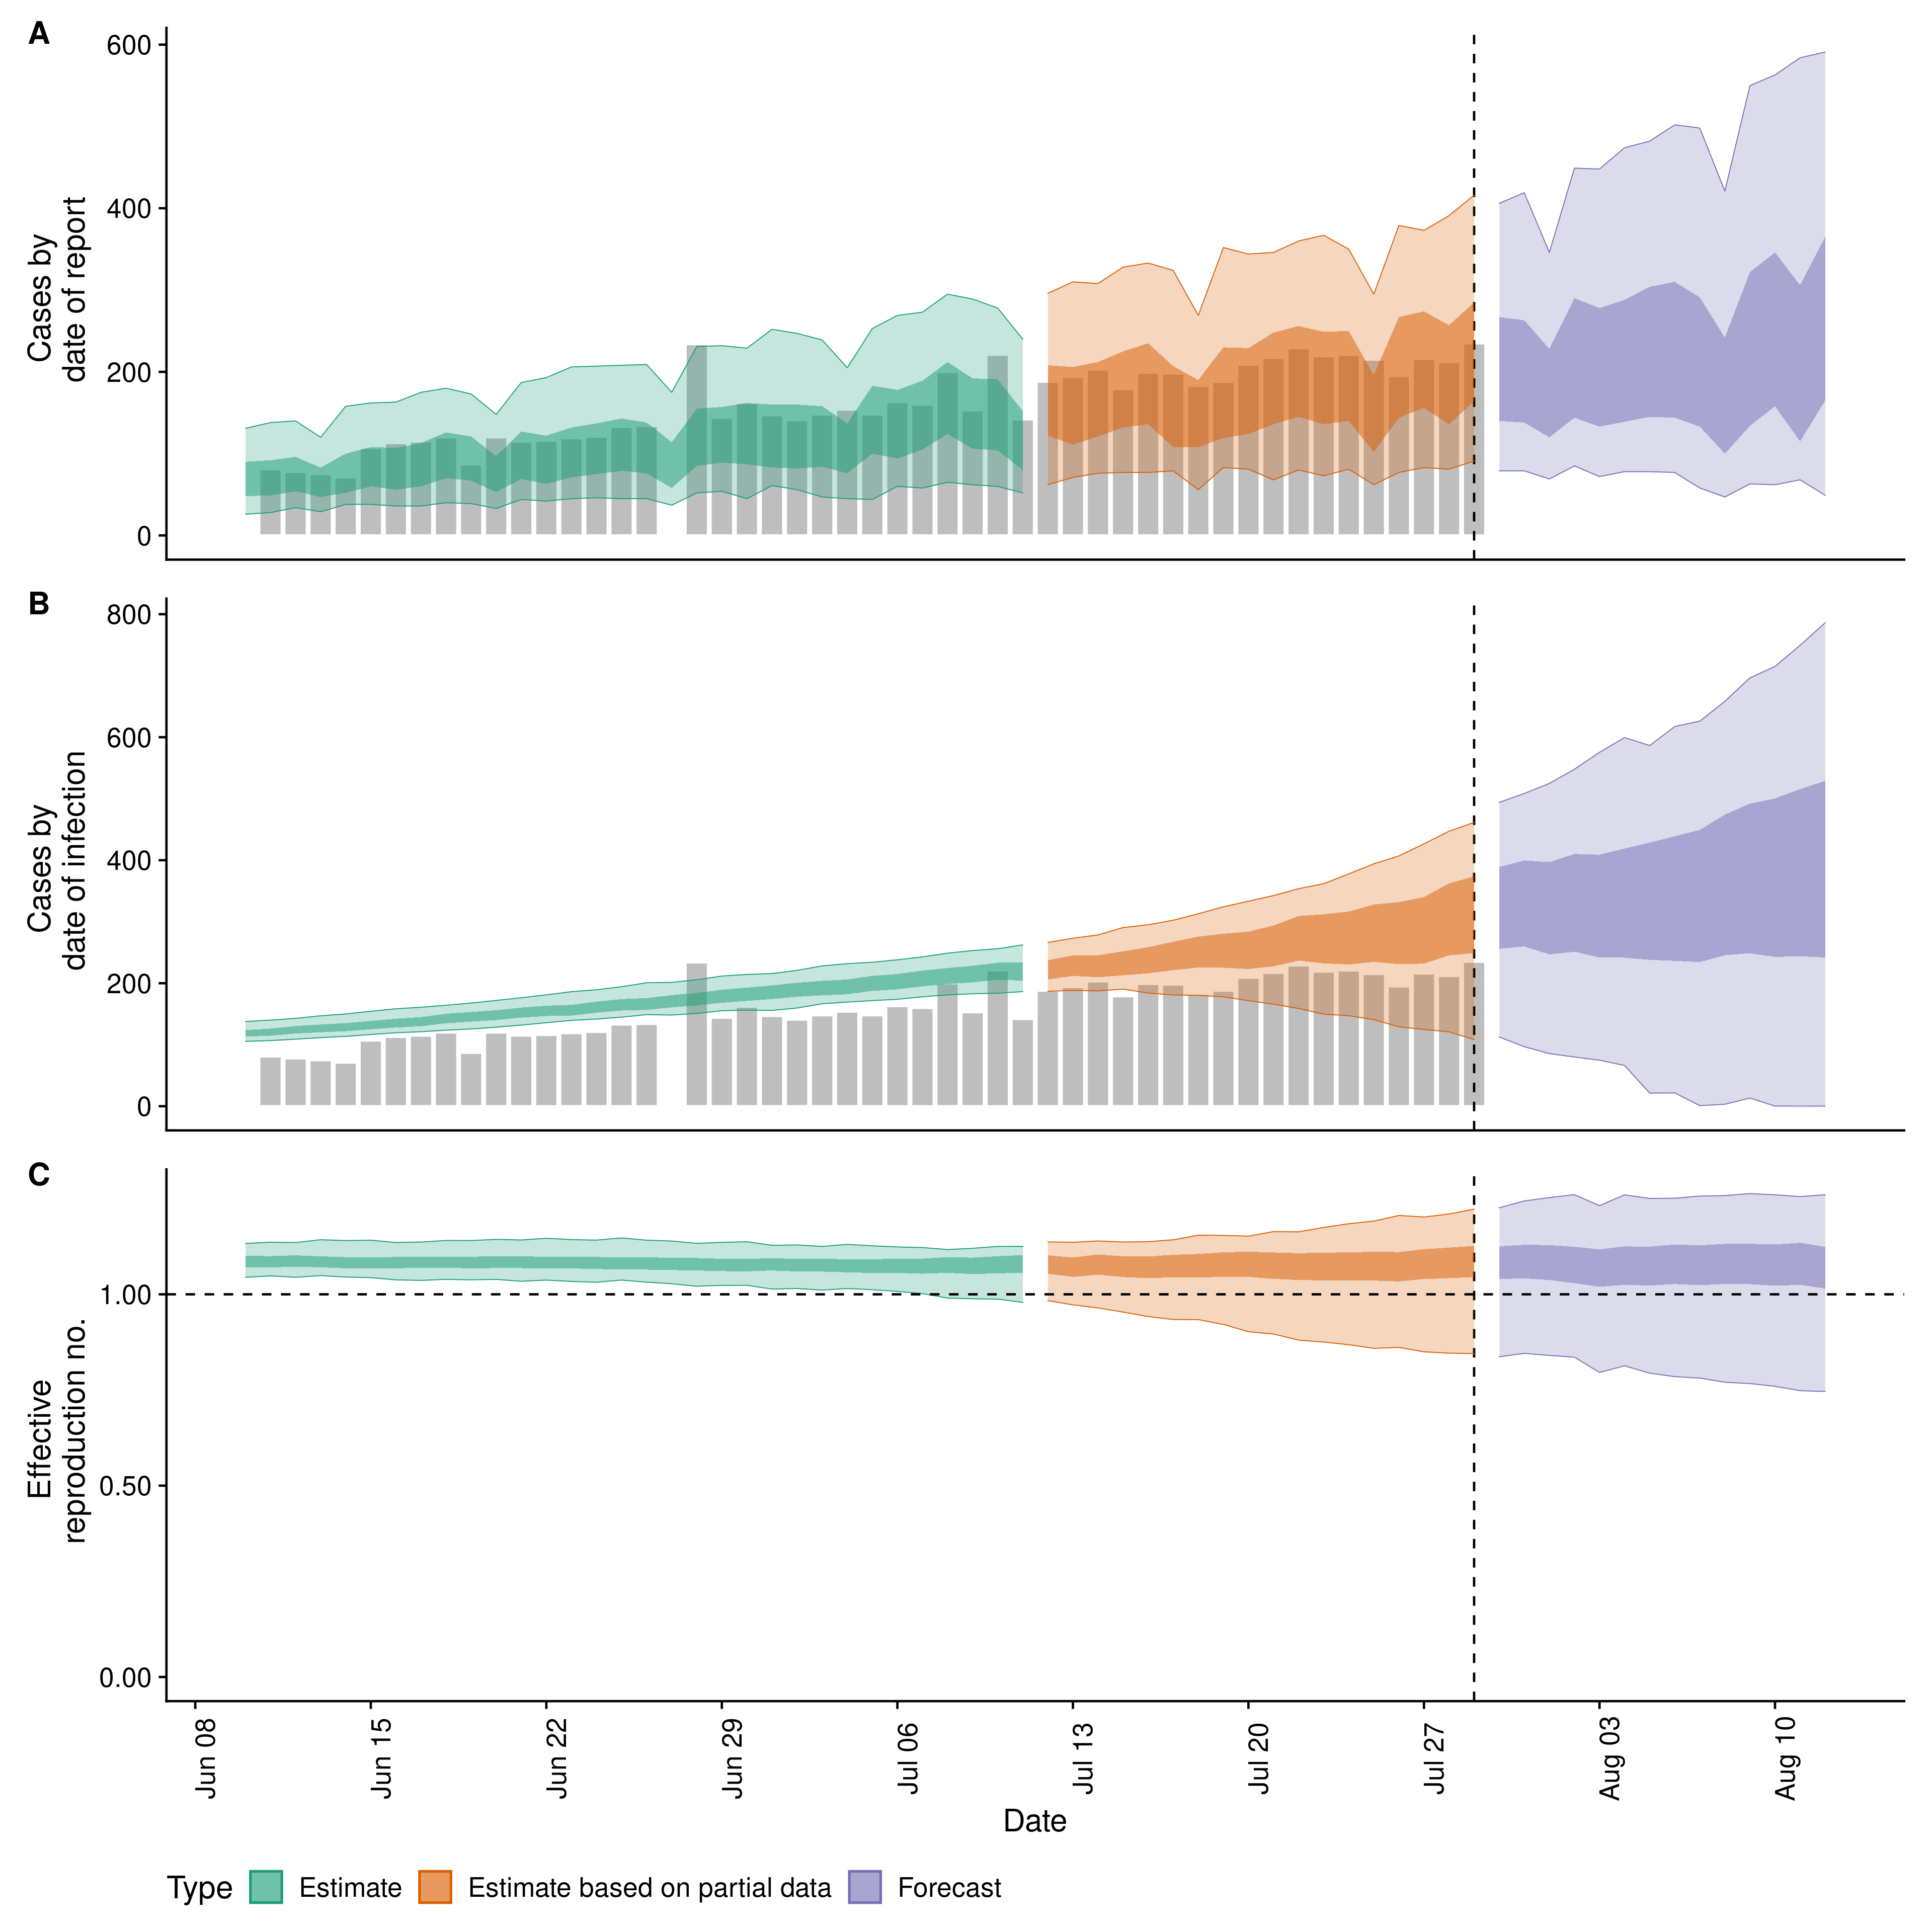 A
600
400
200
0
Cases by
date of report
B
800
600
400
200
0
Cases by
date of infection
C
1.00
0.50
0.00
Effective
reproduction no.
Jun 08
Jun 15
Jun 22
Jun 29
Jul 06
Jul 13
Jul 20
Jul 27
Aug 03
Aug 10
Date
Type Estimate Estimate based on partial data Forecast